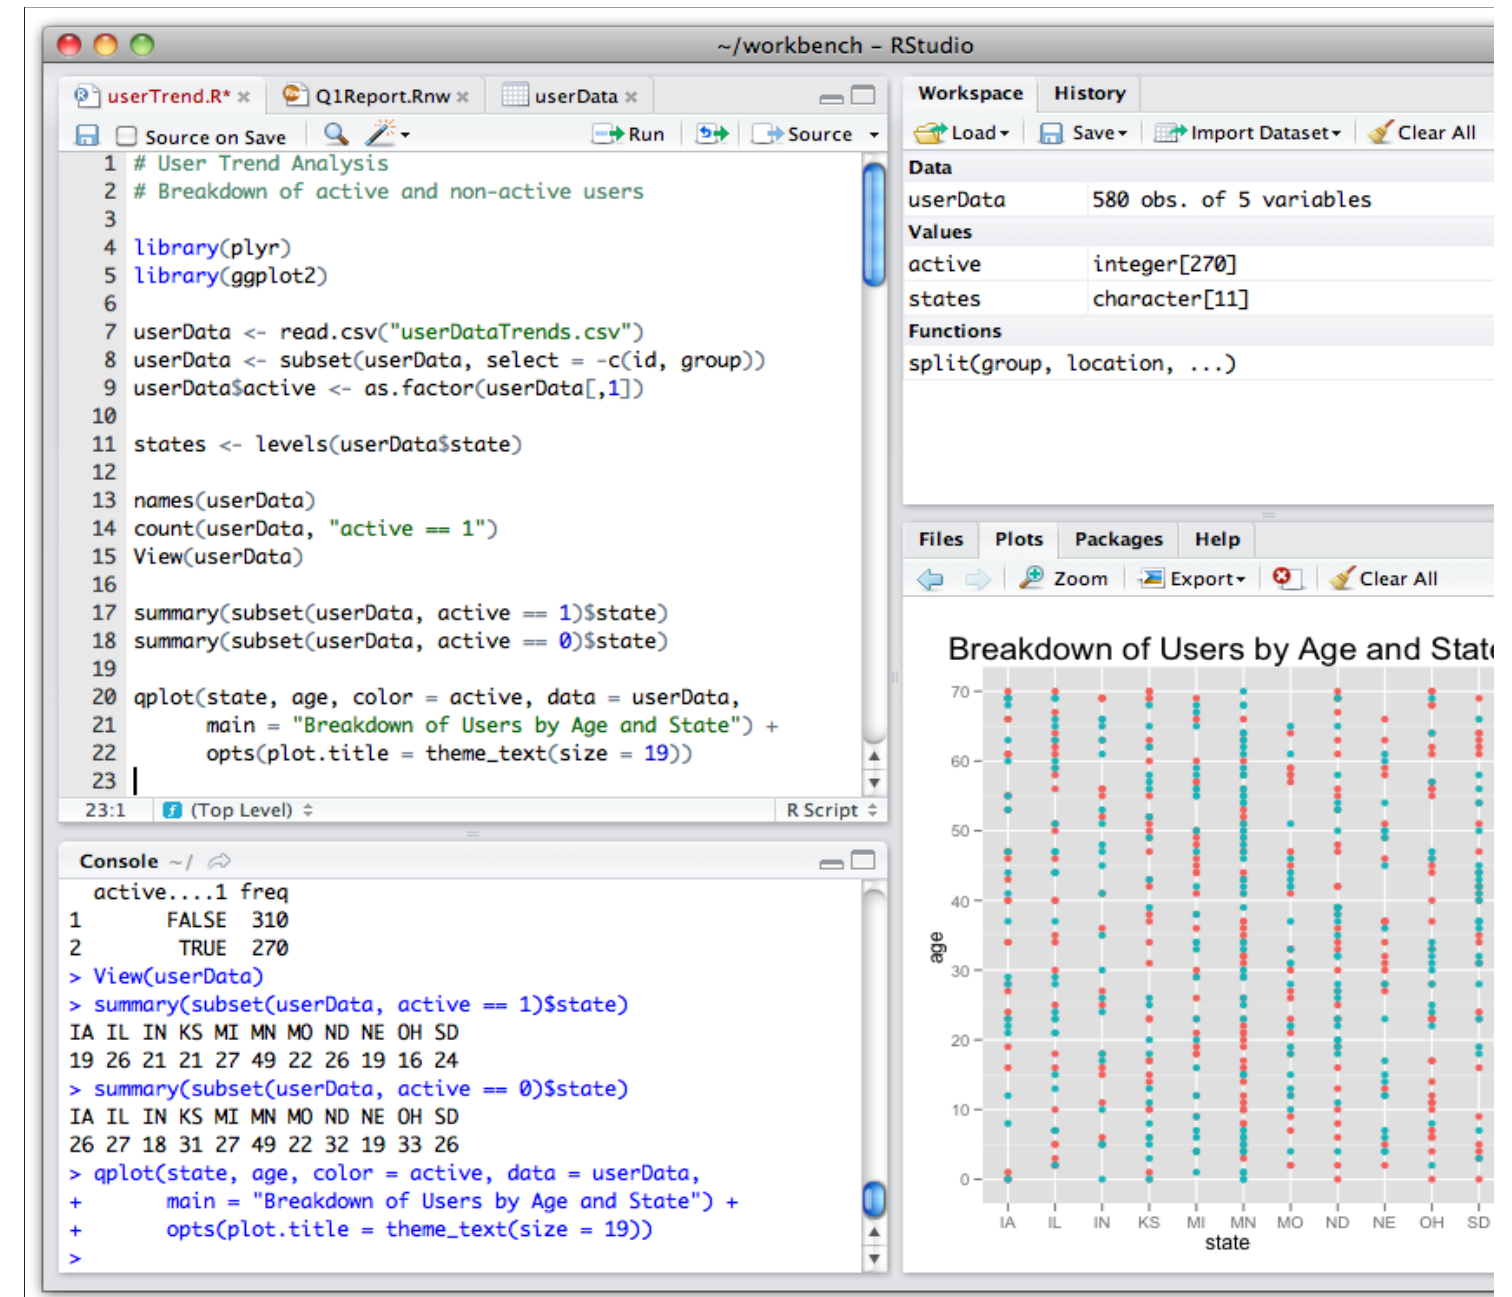 ~/workbench – RStudio
userTrend.R*
Q1Report.Rnw
userData
Source on Save
Run
Source
1 # User Trend Analysis
2 # Breakdown of active and non-active users
3
4 library(plyr)
5 library(ggplot2)
6
7 userData <- read.csv("userDataTrends.csv")
8 userData <- subset(userData, select = -c(id, group))
9 userData$active <- as.factor(userData[,1])
10
11 states <- levels(userData$state)
12
13 names(userData)
14 count(userData, "active == 1")
15 View(userData)
16
17 summary(subset(userData, active == 1)$state)
18 summary(subset(userData, active == 0)$state)
19
20 qplot(state, age, color = active, data = userData,
21       main = "Breakdown of Users by Age and State") +
22       opts(plot.title = theme_text(size = 19))
23
23:1 (Top Level) R Script
Console ~/
  active....1 freq
1       FALSE  310
2        TRUE  270
> View(userData)
> summary(subset(userData, active == 1)$state)
IA IL IN KS MI MN MO ND NE OH SD
19 26 21 21 27 49 22 26 19 16 24
> summary(subset(userData, active == 0)$state)
IA IL IN KS MI MN MO ND NE OH SD
26 27 18 31 27 49 22 32 19 33 26
> qplot(state, age, color = active, data = userData,
+       main = "Breakdown of Users by Age and State") +
+       opts(plot.title = theme_text(size = 19))
>
Workspace History
Load Save Import Dataset Clear All
Data
userData 580 obs. of 5 variables
Values
active integer[270]
states character[11]
Functions
split(group, location, ...)
Files Plots Packages Help
Zoom Export Clear All
Breakdown of Users by Age and State
70
60
50
40
30
20
10
0
age
IA IL IN KS MI MN MO ND NE OH SD
state